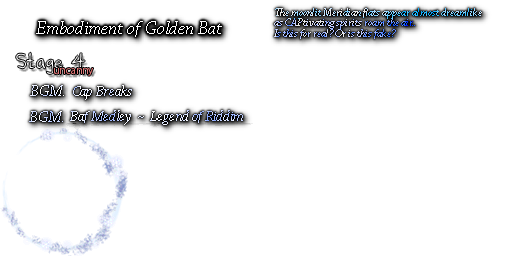 Embodiment of Golden Bat
The moonlit Meridian flats appear almost dreamlike
as CAPtivating spirits roam the air.
Is this for real? Or is this fake?
Stage 4
uncanny
BGM. Cap Breaks
BGM. Baf Medley ~ Legend of Riddim